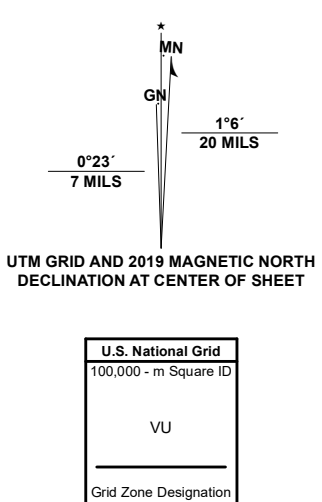 ★
MN
GN
1°6´
20 MILS
0°23´
7 MILS
UTM GRID AND 2019 MAGNETIC NORTH
DECLINATION AT CENTER OF SHEET
U.S. National Grid
100,000 - m Square ID
VU
Grid Zone Designation